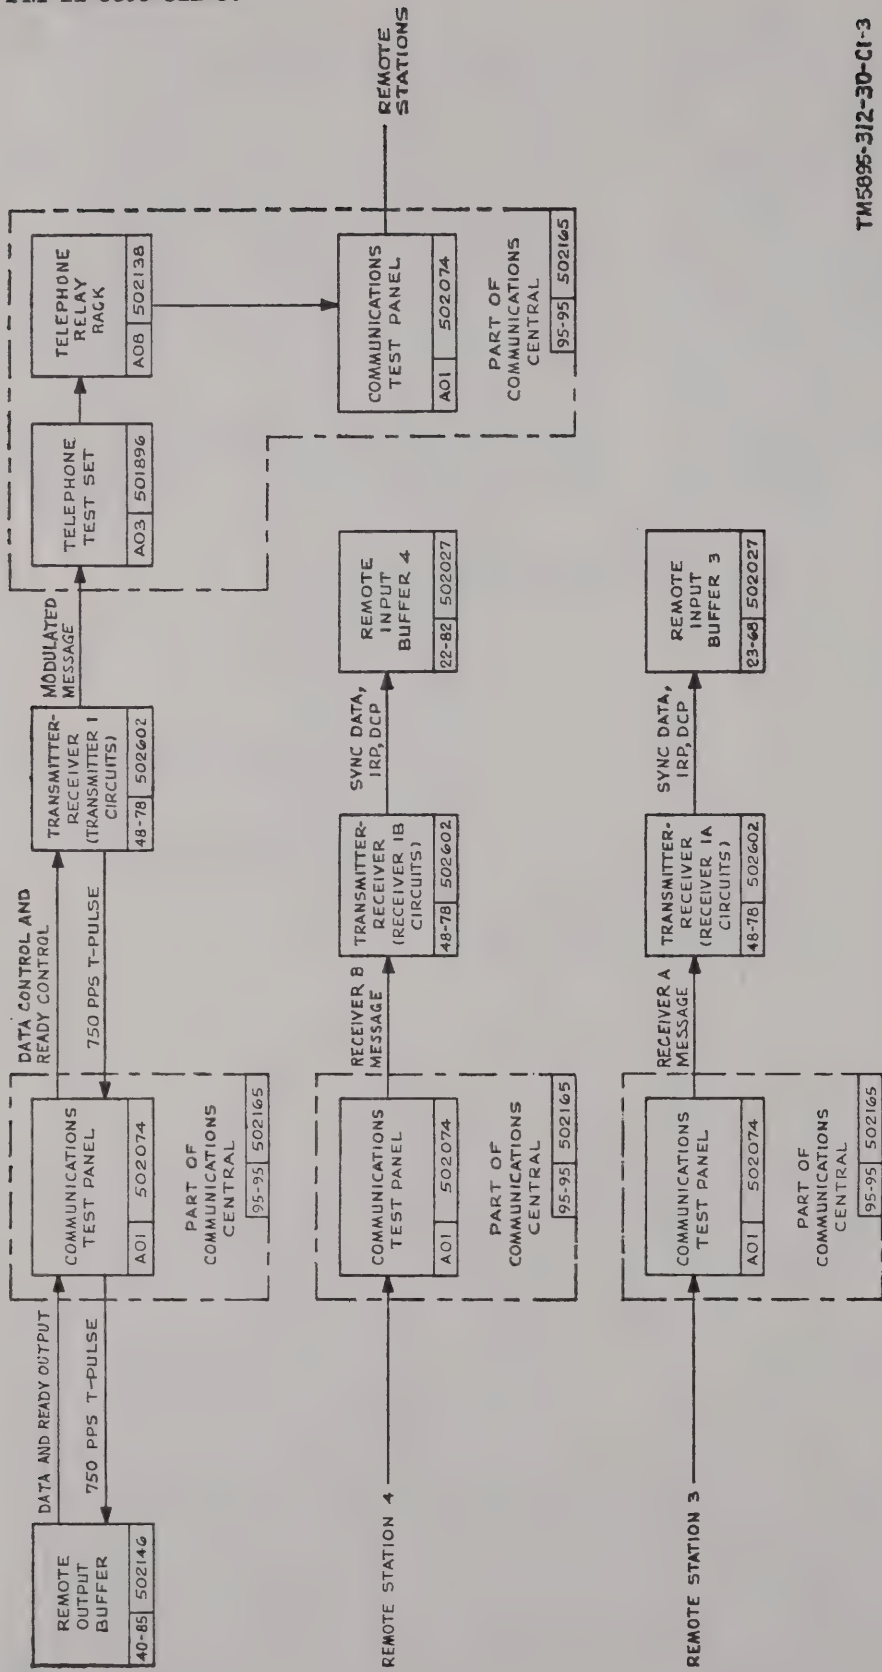 REMOTE
OUTPUT
BUFFER
40-85 502146
DATA AND READY OUTPUT
750 PPS T-PULSE
COMMUNICATIONS
TEST PANEL
A01 502074
PART OF
COMMUNICATIONS
CENTRAL
95-95 502165
DATA CONTROL AND
READY CONTROL
750 PPS T-PULSE
TRANSMITTER-
RECEIVER
(TRANSMITTER 1
CIRCUITS)
48-78 502602
MODULATED
MESSAGE
TELEPHONE
TEST SET
A03 501896
TELEPHONE
RELAY
RACK
A08 502138
COMMUNICATIONS
TEST PANEL
A01 502074
PART OF
COMMUNICATIONS
CENTRAL
95-95 502165
REMOTE
STATIONS
REMOTE STATION 4
COMMUNICATIONS
TEST PANEL
A01 502074
PART OF
COMMUNICATIONS
CENTRAL
95-95 502165
RECEIVER B
MESSAGE
TRANSMITTER-
RECEIVER
(RECEIVER 1B
CIRCUITS)
48-78 502602
SYNC DATA,
IRP, DCP
REMOTE
INPUT
BUFFER 4
22-82 502027
REMOTE STATION 3
COMMUNICATIONS
TEST PANEL
A01 502074
PART OF
COMMUNICATIONS
CENTRAL
95-95 502165
RECEIVER A
MESSAGE
TRANSMITTER-
RECEIVER
(RECEIVER 1A
CIRCUITS)
48-78 502602
SYNC DATA,
IRP, DCP
REMOTE
INPUT
BUFFER 3
23-68 502027
TM5895-312-30-C1-3